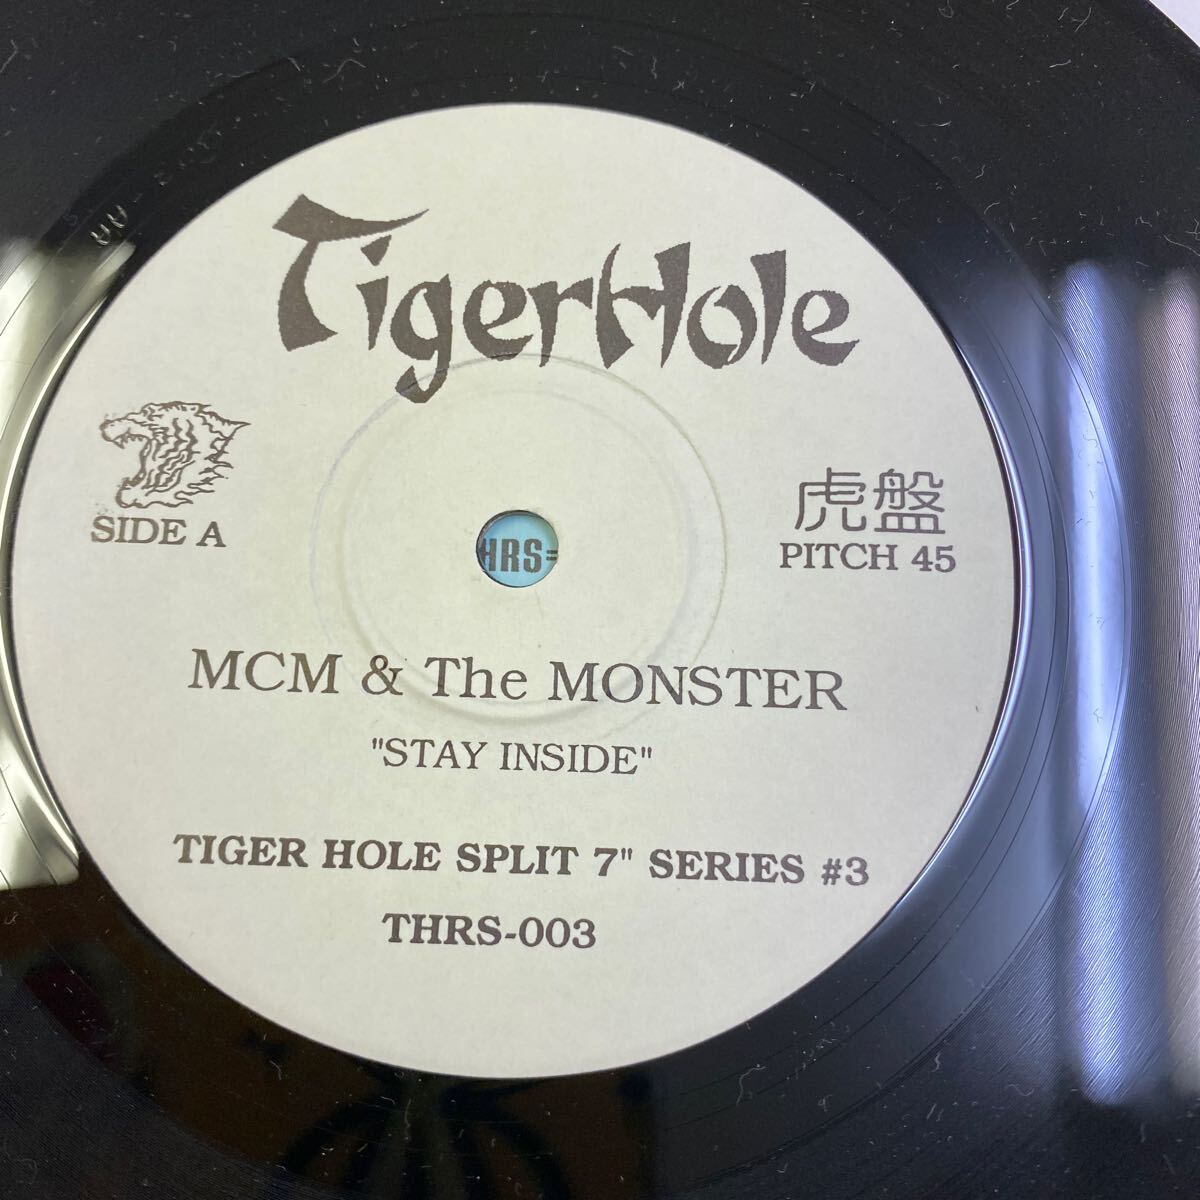 TigerHole
SIDE A
虎盤
PITCH 45
HRS=
MCM & The MONSTER
"STAY INSIDE"
TIGER HOLE SPLIT 7" SERIES #3
THRS-003